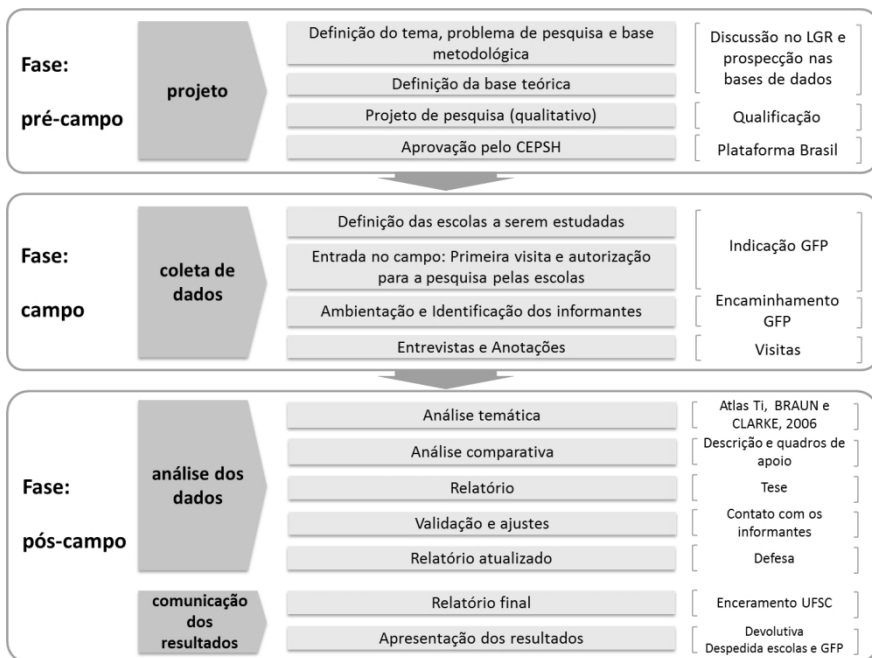 Fase:
pré-campo
projeto
Definição do tema, problema de pesquisa e base
metodológica
Definição da base teórica
Projeto de pesquisa (qualitativo)
Aprovação pelo CEPSH
Discussão no LGR e
prospecção nas
bases de dados
Qualificação
Plataforma Brasil
Fase:
campo
coleta de
dados
Definição das escolas a serem estudadas
Entrada no campo: Primeira visita e autorização
para a pesquisa pelas escolas
Ambientação e Identificação dos informantes
Entrevistas e Anotações
Indicação GFP
Encaminhamento
GFP
Visitas
Fase:
pós-campo
análise dos
dados
Análise temática
Análise comparativa
Relatório
Validação e ajustes
Relatório atualizado
Atlas Ti, BRAUN e
CLARKE, 2006
Descrição e quadros de
apoio
Tese
Contato com os
informantes
Defesa
comunicação
dos
resultados
Relatório final
Apresentação dos resultados
Enceramento UFSC
Devolutiva
Despedida escolas e GFP